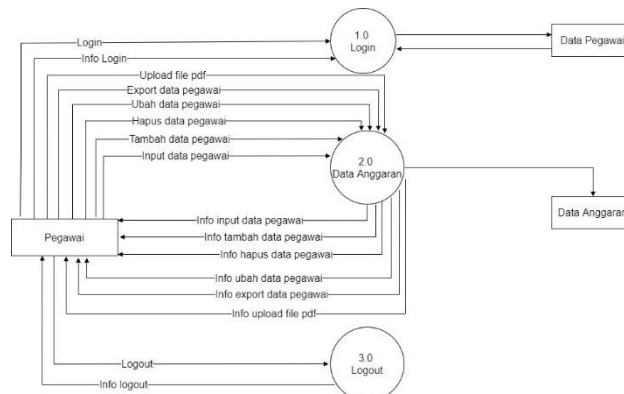 1.0
Login
Data Pegawai
Login
Info Login
Upload file pdf
Export data pegawai
Ubah data pegawai
Hapus data pegawai
Tambah data pegawai
Input data pegawai
2.0
Data Anggaran
Data Anggaran
Pegawai
Info input data pegawai
Info tambah data pegawai
Info hapus data pegawai
Info ubah data pegawai
Info export data pegawai
Info upload file pdf
Logout
Info logout
3.0
Logout